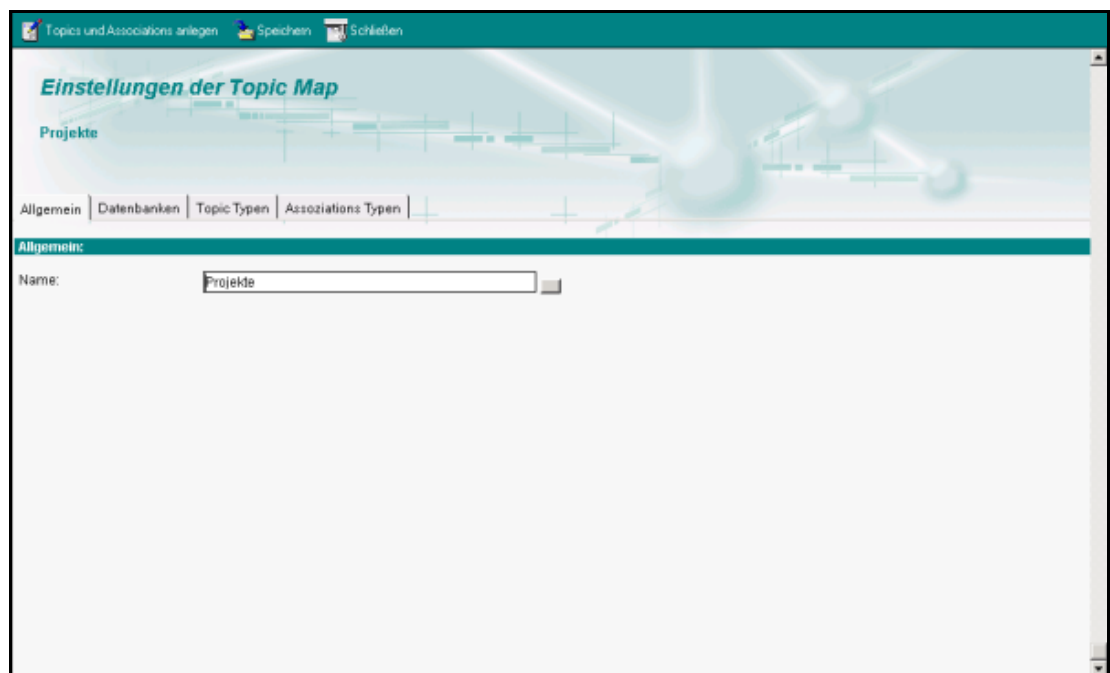 Topics und Associations anlegen Speichern Schließen
Einstellungen der Topic Map
Projekte
Allgemein Datenbanken Topic Typen Assoziations Typen
Allgemein:
Name: Projekte